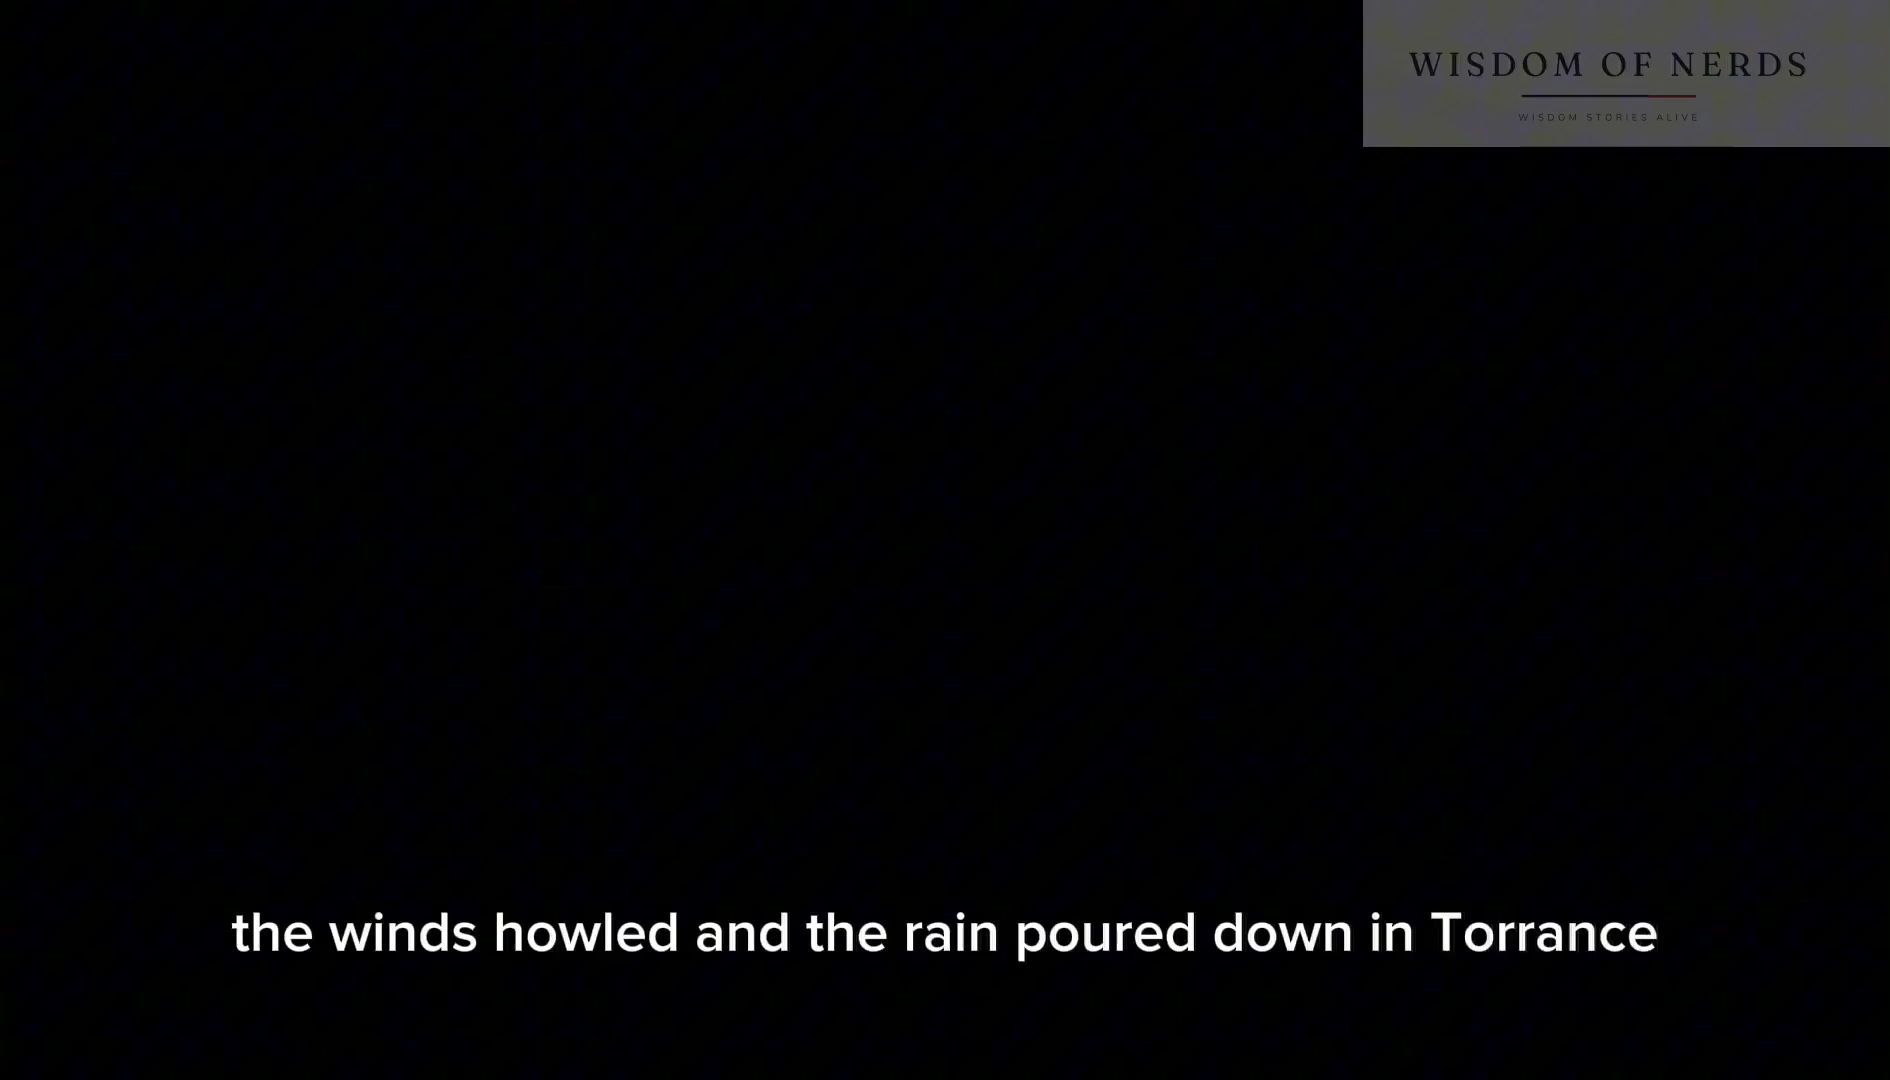 WISDOM OF NERDS
WISDOM STORIES ALIVE
the winds howled and the rain poured down in Torrance